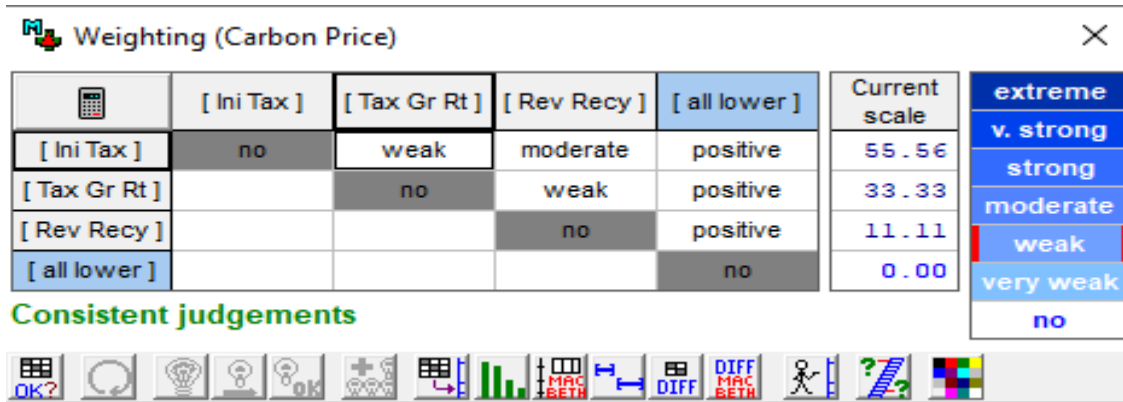 Weighting (Carbon Price)
[ Ini Tax ] [ Tax Gr Rt ] [ Rev Recy ] [ all lower ] Current scale extreme
[ Ini Tax ] no weak moderate positive 55.56 v. strong
[ Tax Gr Rt ] no weak positive 33.33 strong
[ Rev Recy ] no positive 11.11 moderate
[ all lower ] no 0.00 weak
very weak
Consistent judgements no
OK? OK MAC BETH DIFF DIFF MAC BETH ? ?